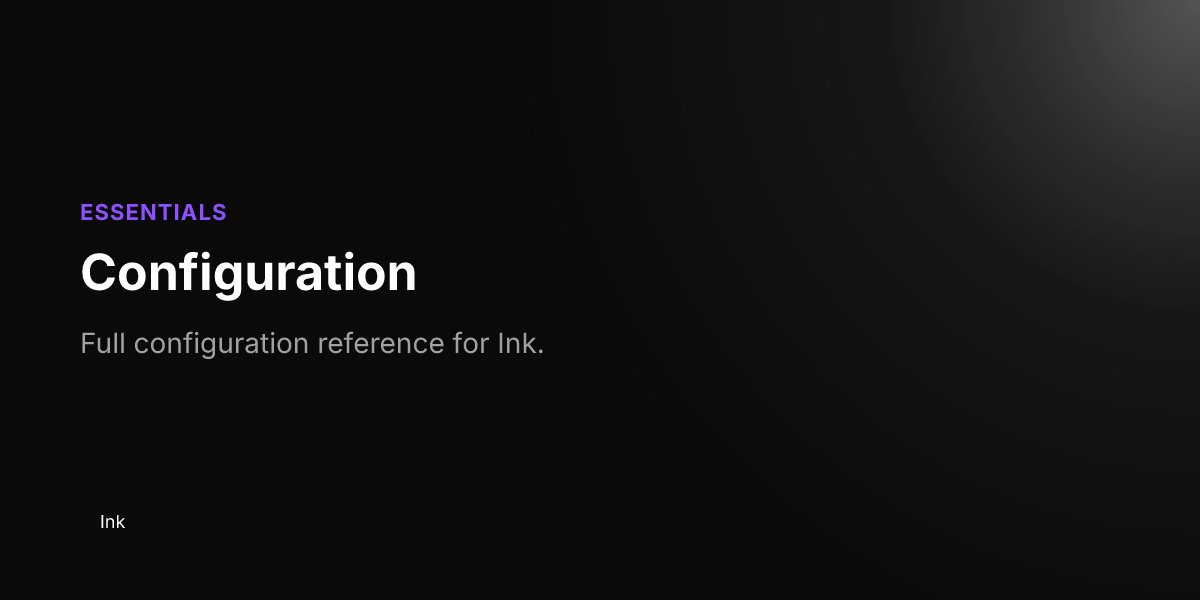 ESSENTIALS
Configuration
Full configuration reference for Ink.
Ink